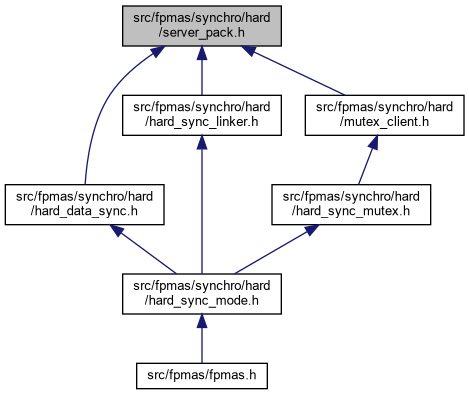 src/fpmas/synchro/hard
/server_pack.h
src/fpmas/synchro/hard
/hard_sync_linker.h
src/fpmas/synchro/hard
/mutex_client.h
src/fpmas/synchro/hard
/hard_data_sync.h
src/fpmas/synchro/hard
/hard_sync_mutex.h
src/fpmas/synchro/hard
/hard_sync_mode.h
src/fpmas/fpmas.h